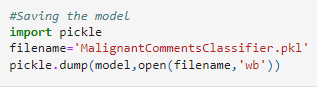 #Saving the model
import pickle
filename='MalignantCommentsClassifier.pkl'
pickle.dump(model,open(filename,'wb'))